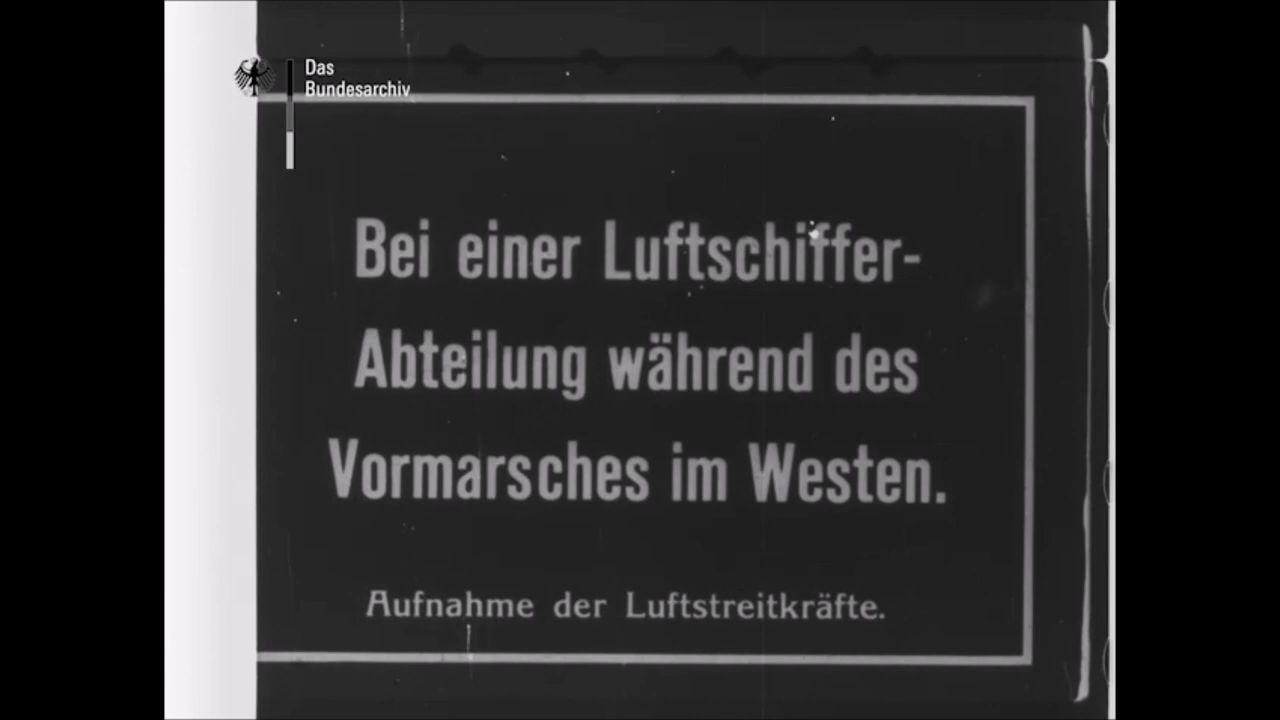 Das
Bundesarchiv
Bei einer Luftschiffer-
Abteilung während des
Vormarsches im Westen.
Aufnahme der Luftstreitkräfte.